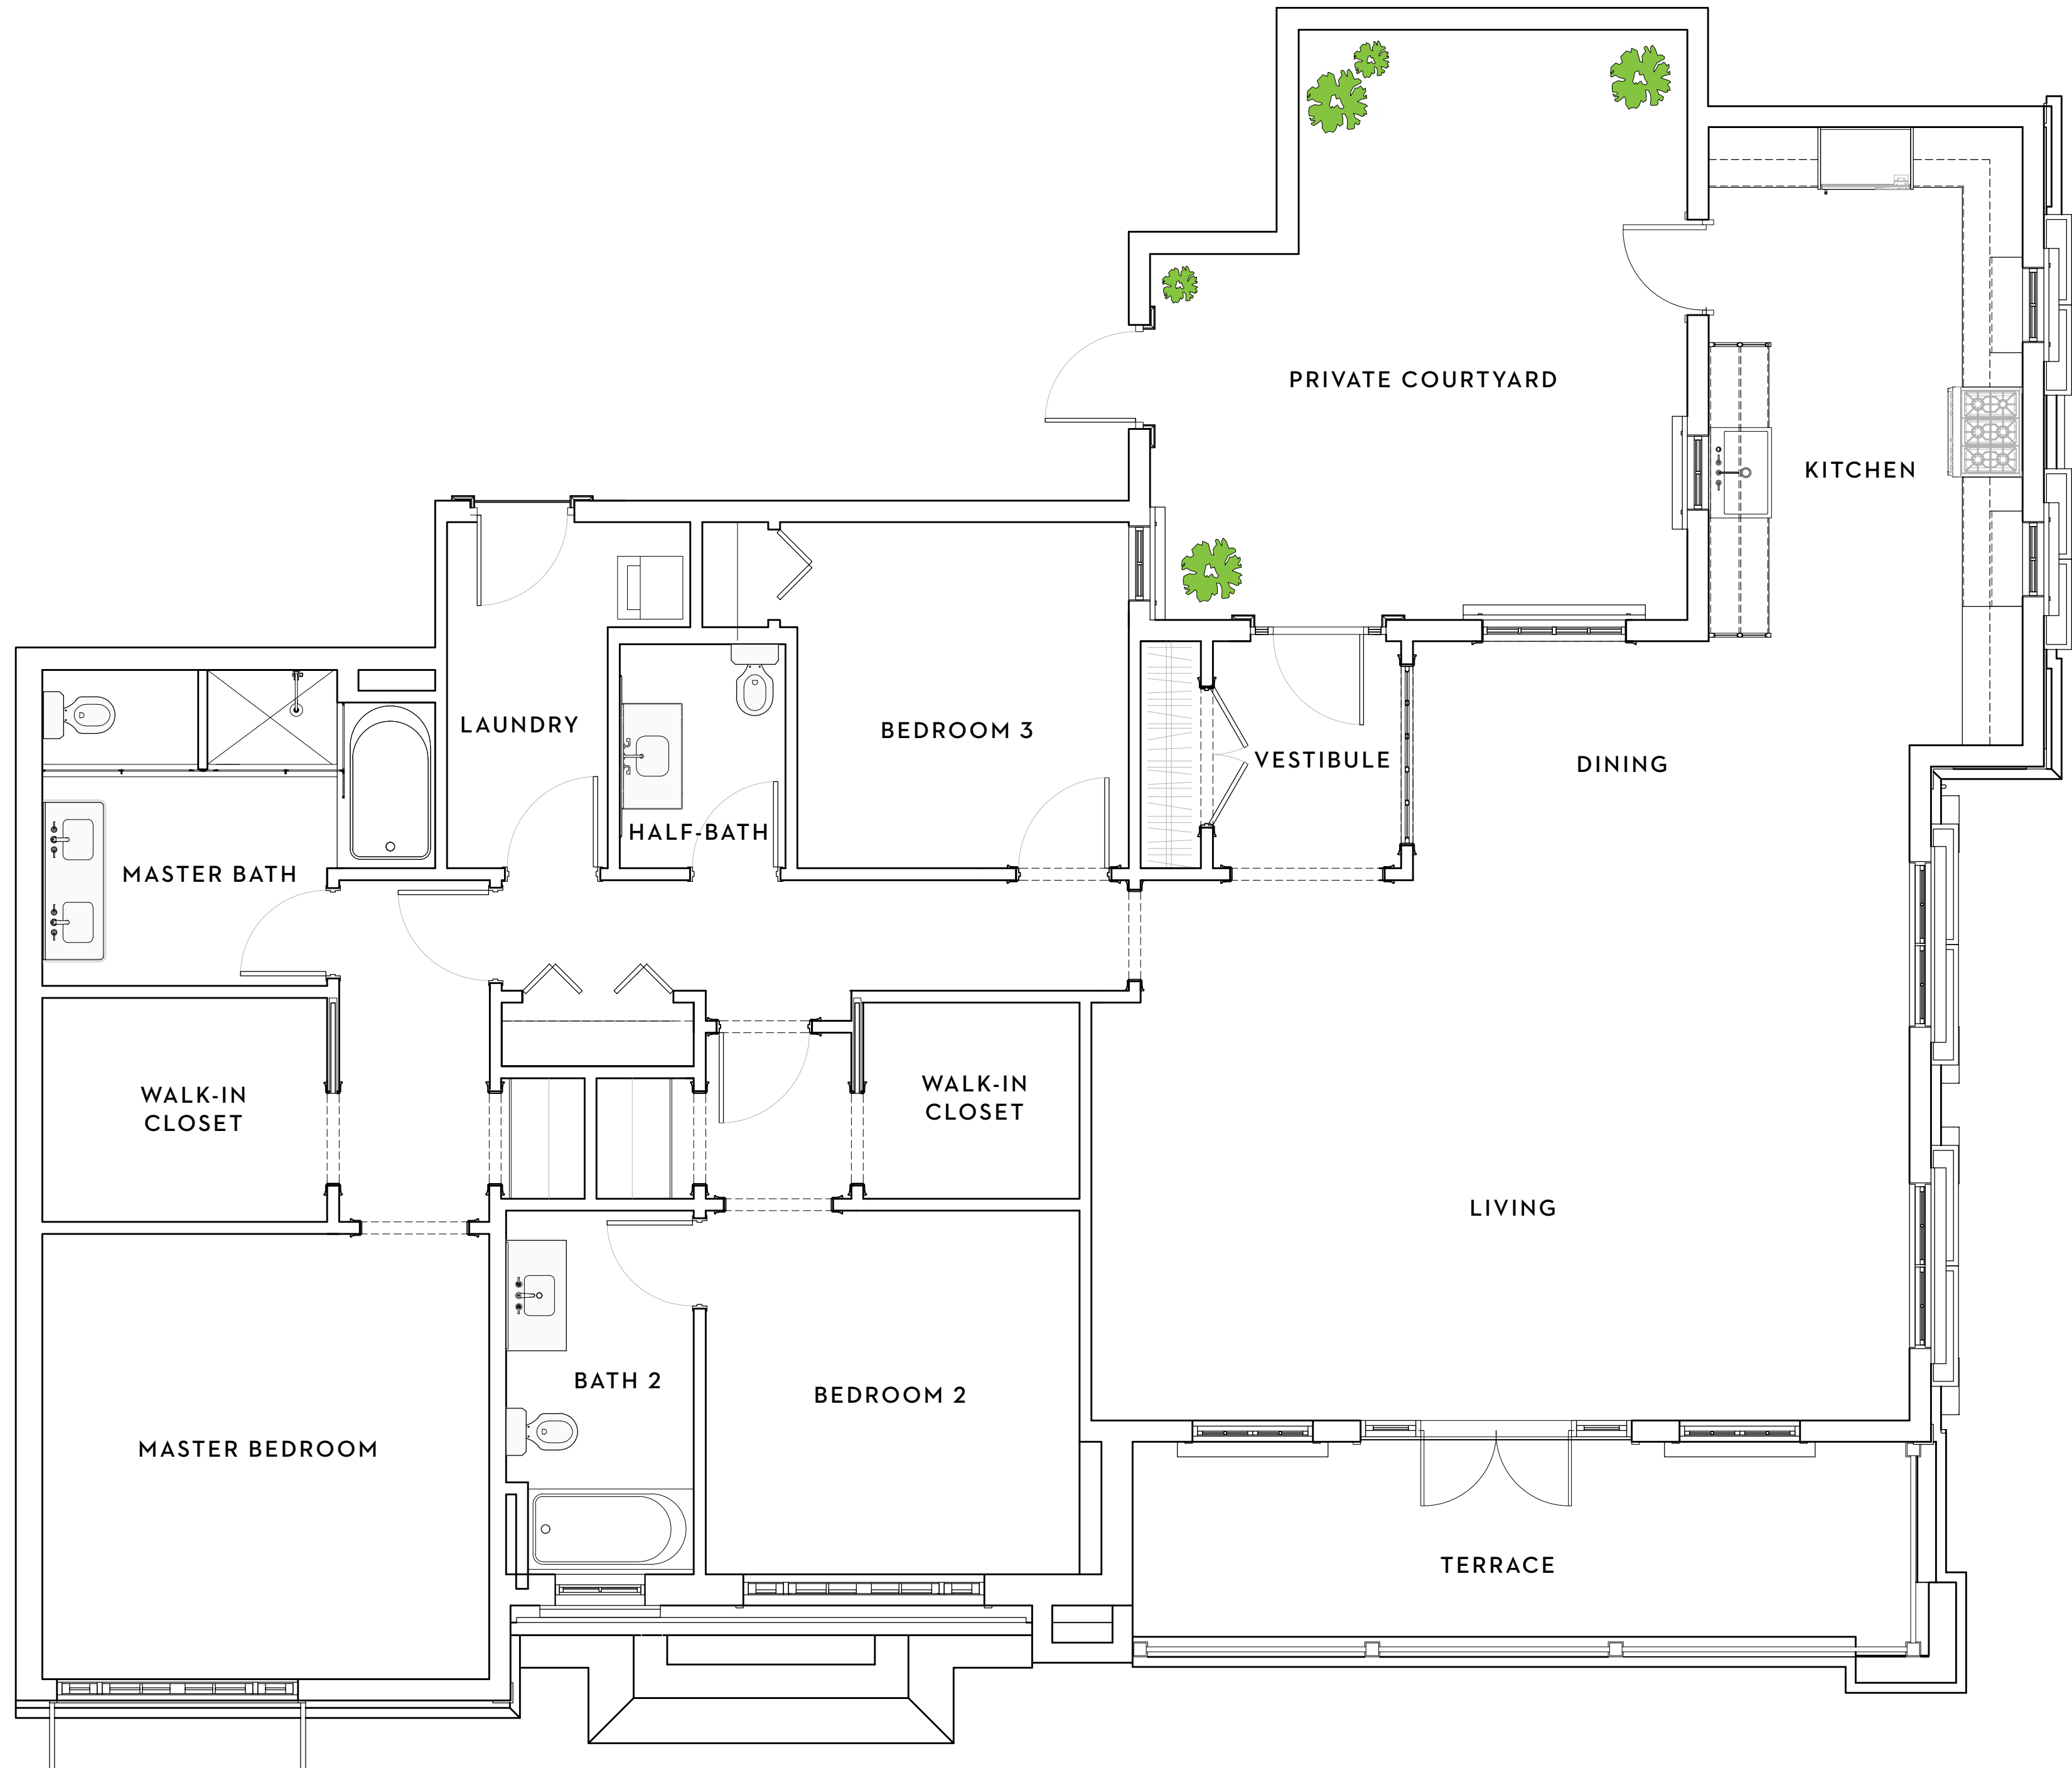 PRIVATE COURTYARD
KITCHEN
LAUNDRY
BEDROOM 3
VESTIBULE
DINING
HALF-BATH
MASTER BATH
WALK-IN
CLOSET
WALK-IN
CLOSET
LIVING
BATH 2
BEDROOM 2
MASTER BEDROOM
TERRACE